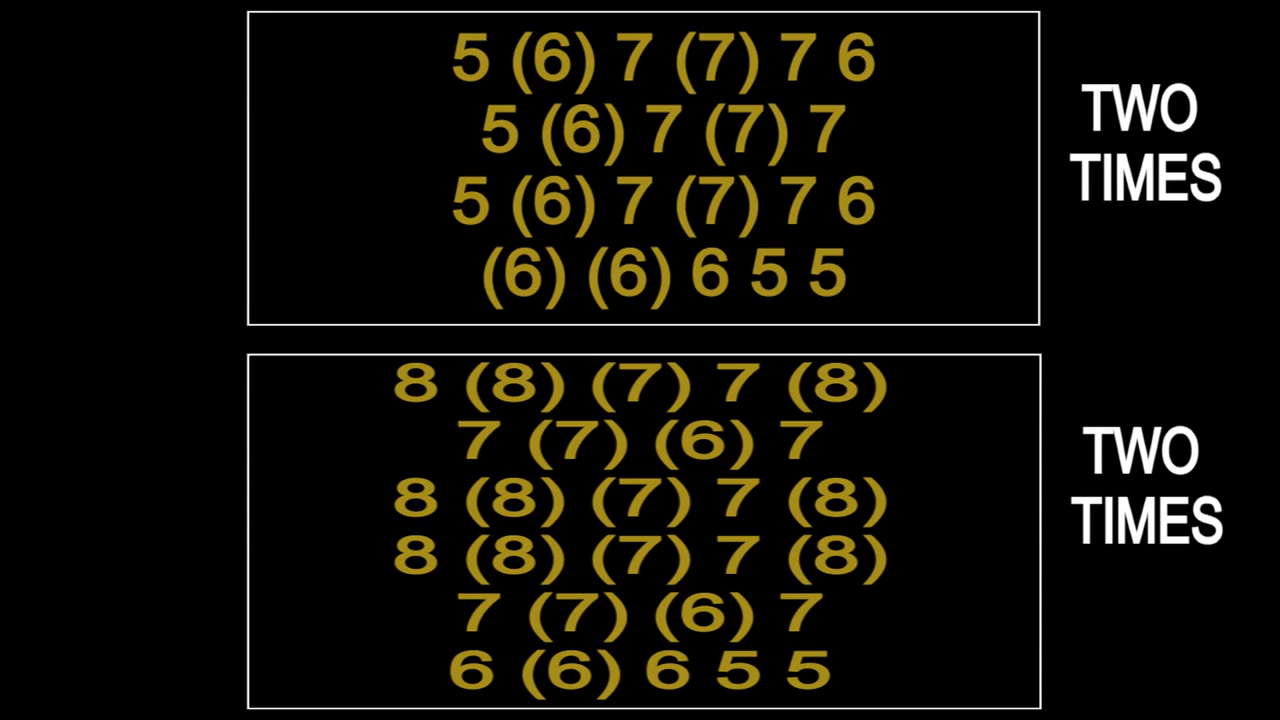 5 (6) 7 (7) 7 6
5 (6) 7 (7) 7
5 (6) 7 (7) 7 6
(6) (6) 6 5 5
TWO
TIMES
8 (8) (7) 7 (8)
7 (7) (6) 7
8 (8) (7) 7 (8)
8 (8) (7) 7 (8)
7 (7) (6) 7
6 (6) 6 5 5
TWO
TIMES